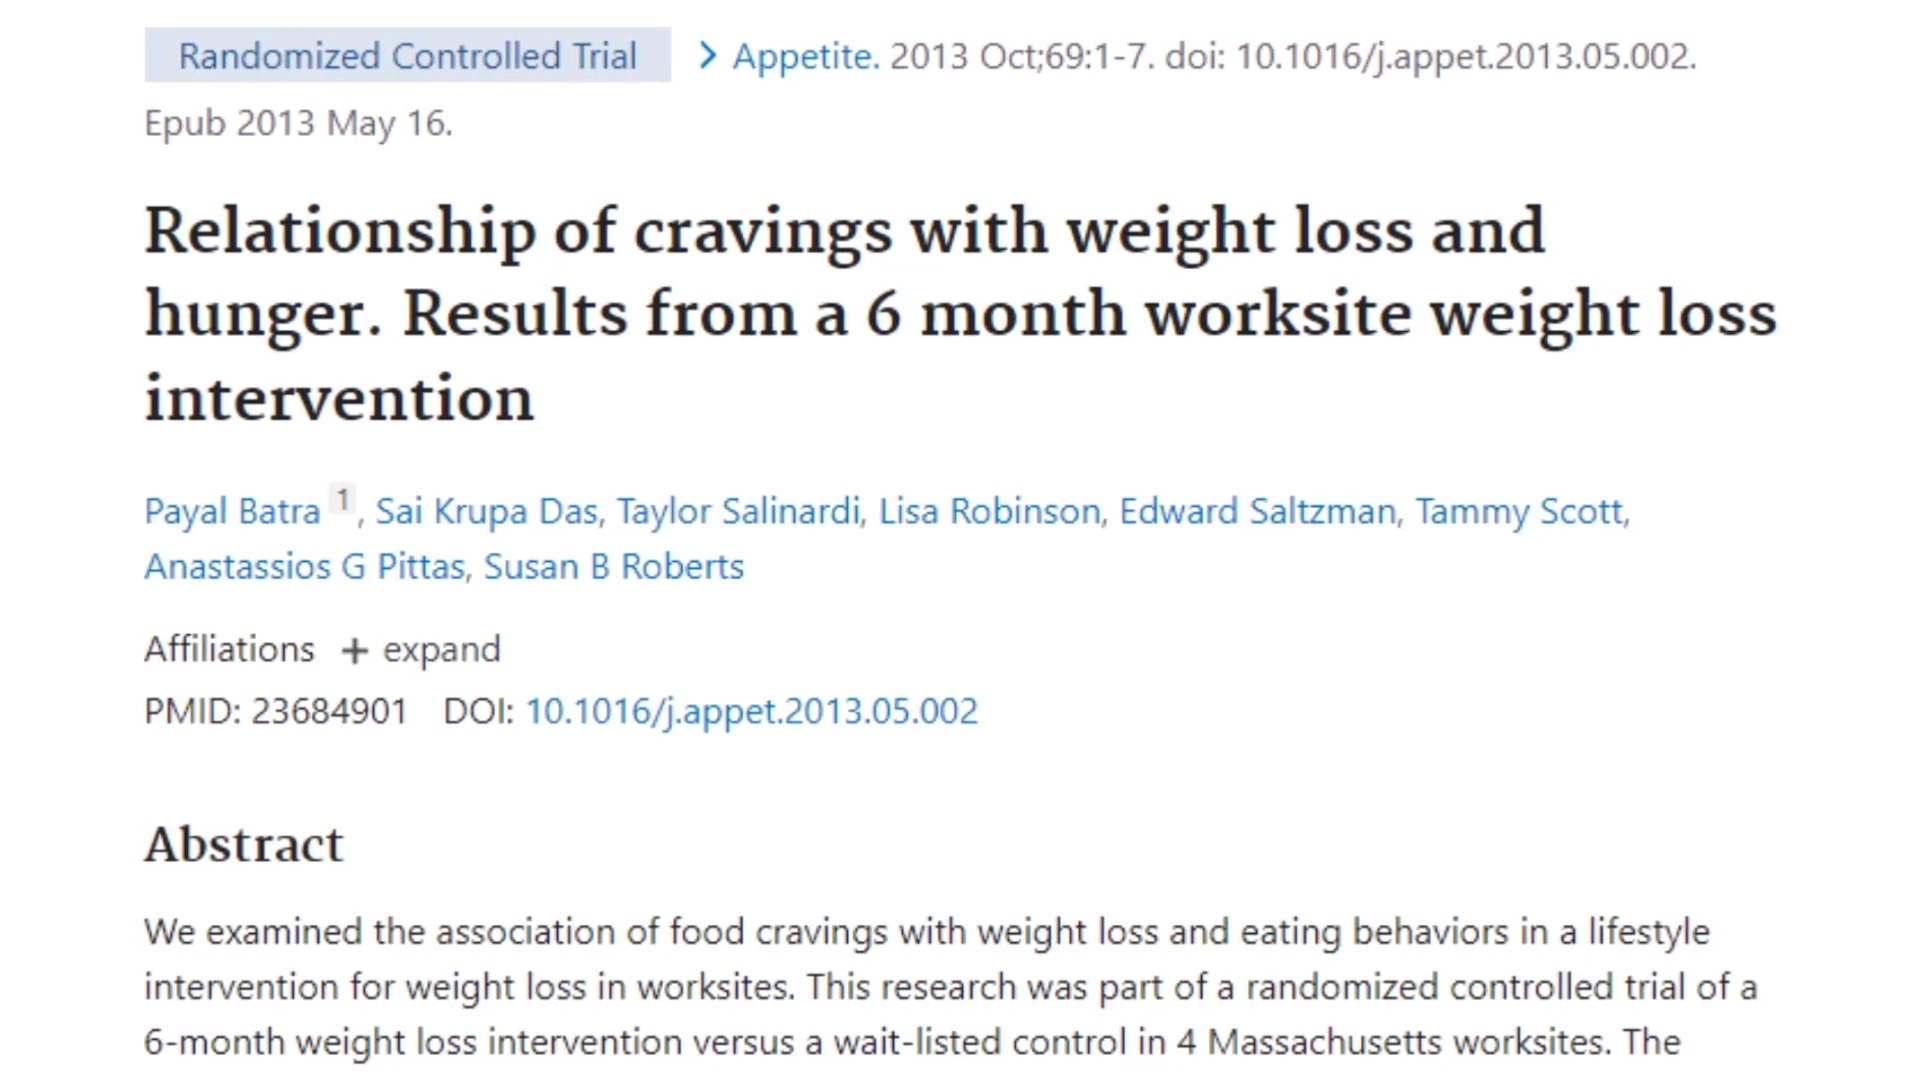 Randomized Controlled Trial > Appetite. 2013 Oct;69:1-7. doi: 10.1016/j.appet.2013.05.002.
Epub 2013 May 16.
Relationship of cravings with weight loss and
hunger. Results from a 6 month worksite weight loss
intervention
Payal Batra 1, Sai Krupa Das, Taylor Salinardi, Lisa Robinson, Edward Saltzman, Tammy Scott,
Anastassios G Pittas, Susan B Roberts
Affiliations + expand
PMID: 23684901 DOI: 10.1016/j.appet.2013.05.002
Abstract
We examined the association of food cravings with weight loss and eating behaviors in a lifestyle
intervention for weight loss in worksites. This research was part of a randomized controlled trial of a
6-month weight loss intervention versus a wait-listed control in 4 Massachusetts worksites. The